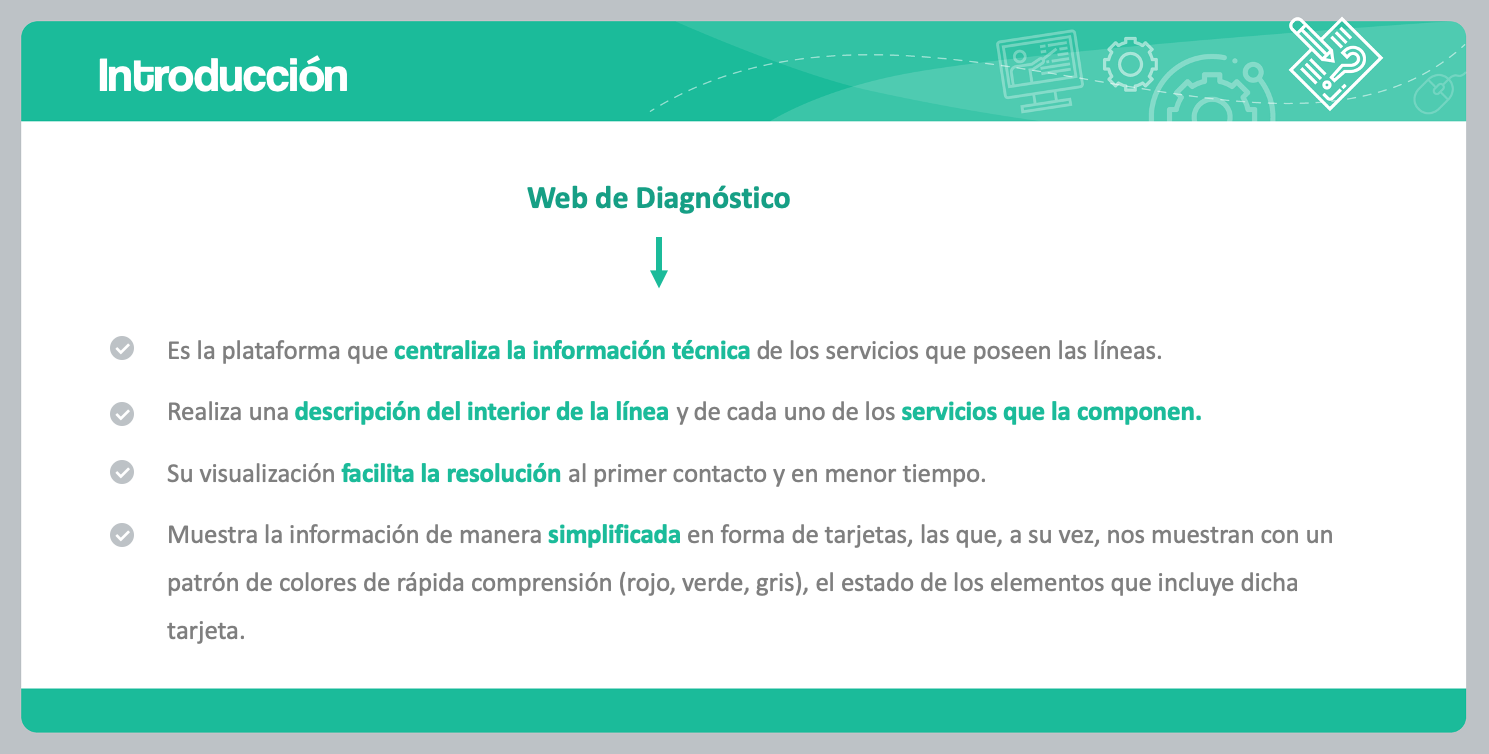 Introducción
Web de Diagnóstico
Es la plataforma que centraliza la información técnica de los servicios que poseen las líneas.
Realiza una descripción del interior de la línea y de cada uno de los servicios que la componen.
Su visualización facilita la resolución al primer contacto y en menor tiempo.
Muestra la información de manera simplificada en forma de tarjetas, las que, a su vez, nos muestran con un
patrón de colores de rápida comprensión (rojo, verde, gris), el estado de los elementos que incluye dicha
tarjeta.